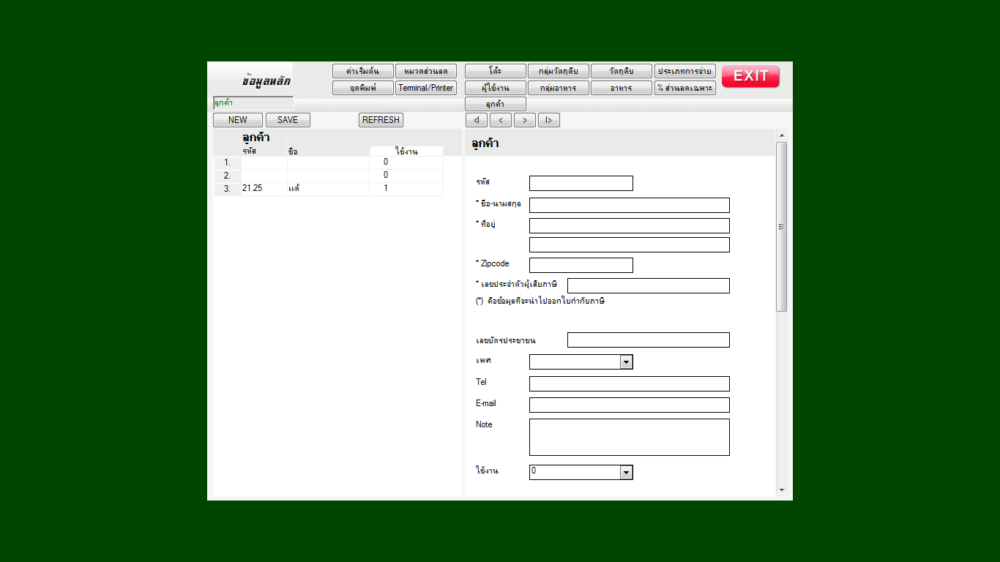 ข้อมูลหลัก
ค่าเริ่มต้น หมวดส่วนลด โต๊ะ กลุ่มวัตถุดิบ วัตถุดิบ ประเภทการจ่าย EXIT
จุดพิมพ์ Terminal/Printer ผู้ใช้งาน กลุ่มอาหาร อาหาร % ส่วนลดเฉพาะ
ลูกค้า ลูกค้า
NEW SAVE REFRESH <| < > |>
ลูกค้า
รหัส ชื่อ ใช้งาน
1. 0
2. 0
3. 21.25 แด้ 1
ลูกค้า
รหัส
* ชื่อ-นามสกุล
* ที่อยู่
* Zipcode
* เลขประจำตัวผู้เสียภาษี
(*) คือข้อมูลที่จะนำไปออกใบกำกับภาษี
เลขบัตรประชาชน
เพศ
Tel
E-mail
Note
ใช้งาน 0